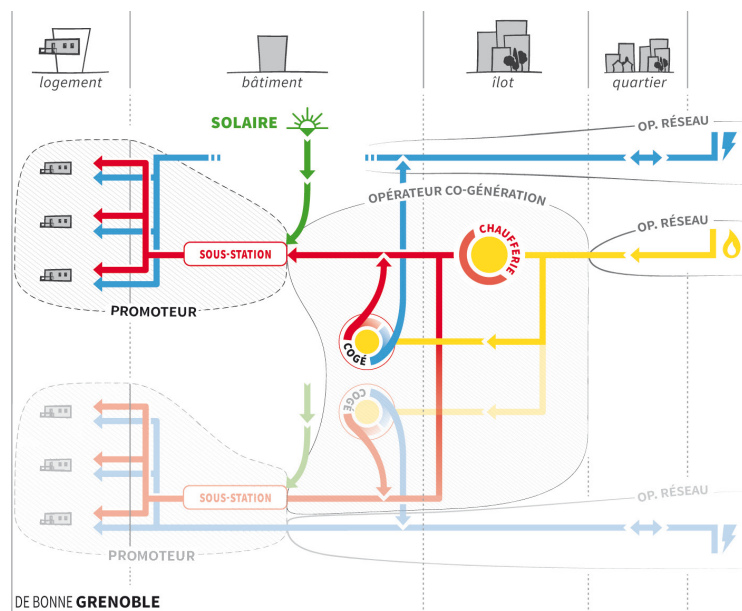 logement
bâtiment
îlot
quartier
SOLAIRE
OP. RÉSEAU
OPÉRATEUR CO-GÉNÉRATION
OP. RÉSEAU
CHAUFFERIE
SOUS-STATION
PROMOTEUR
COGÉ
COGÉ
SOUS-STATION
OP. RÉSEAU
PROMOTEUR
DE BONNE GRENOBLE